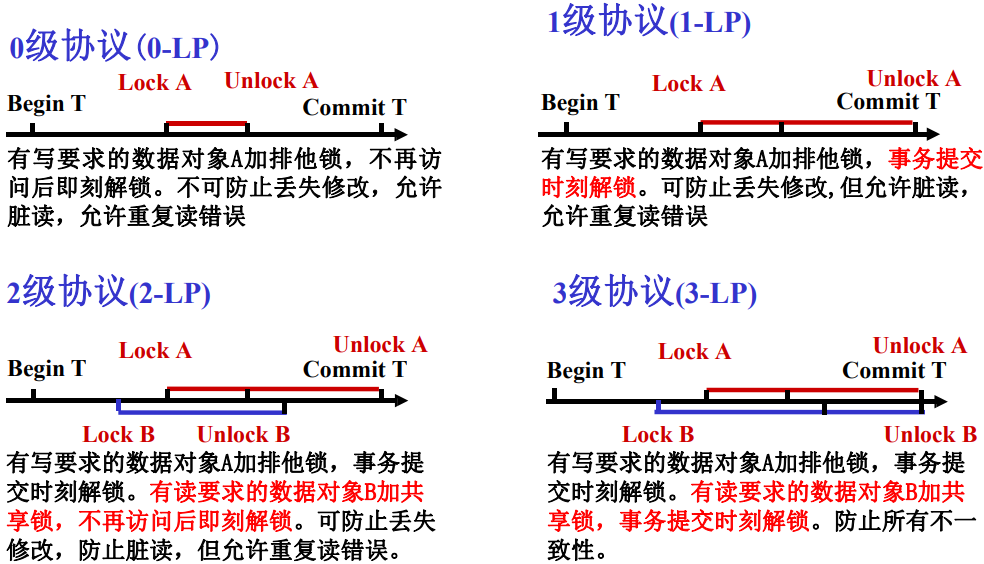 0级协议(0-LP)
Lock A
Unlock A
Begin T
Commit T
有写要求的数据对象A加排他锁，不再访
问后即刻解锁。不可防止丢失修改，允许
脏读，允许重复读错误
1级协议(1-LP)
Lock A
Unlock A
Begin T
Commit T
有写要求的数据对象A加排他锁，事务提交
时刻解锁。可防止丢失修改,但允许脏读，
允许重复读错误
2级协议(2-LP)
Lock A
Unlock A
Begin T
Commit T
Lock B
Unlock B
有写要求的数据对象A加排他锁，事务提
交时刻解锁。有读要求的数据对象B加共
享锁，不再访问后即刻解锁。可防止丢失
修改，防止脏读，但允许重复读错误。
3级协议(3-LP)
Lock A
Unlock A
Begin T
Commit T
Lock B
Unlock B
有写要求的数据对象A加排他锁，事务提
交时刻解锁。有读要求的数据对象B加共
享锁，事务提交时刻解锁。防止所有不一
致性。